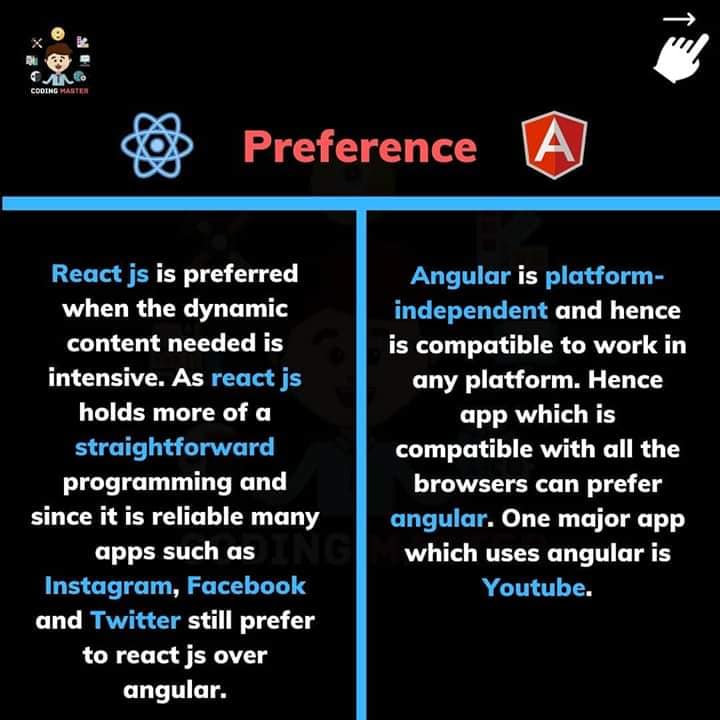 CODING MASTER
Preference
React js is preferred
when the dynamic
content needed is
intensive. As react js
holds more of a
straightforward
programming and
since it is reliable many
apps such as
Instagram, Facebook
and Twitter still prefer
to react js over
angular.
Angular is platform-
independent and hence
is compatible to work in
any platform. Hence
app which is
compatible with all the
browsers can prefer
angular. One major app
which uses angular is
Youtube.
CODING MASTER